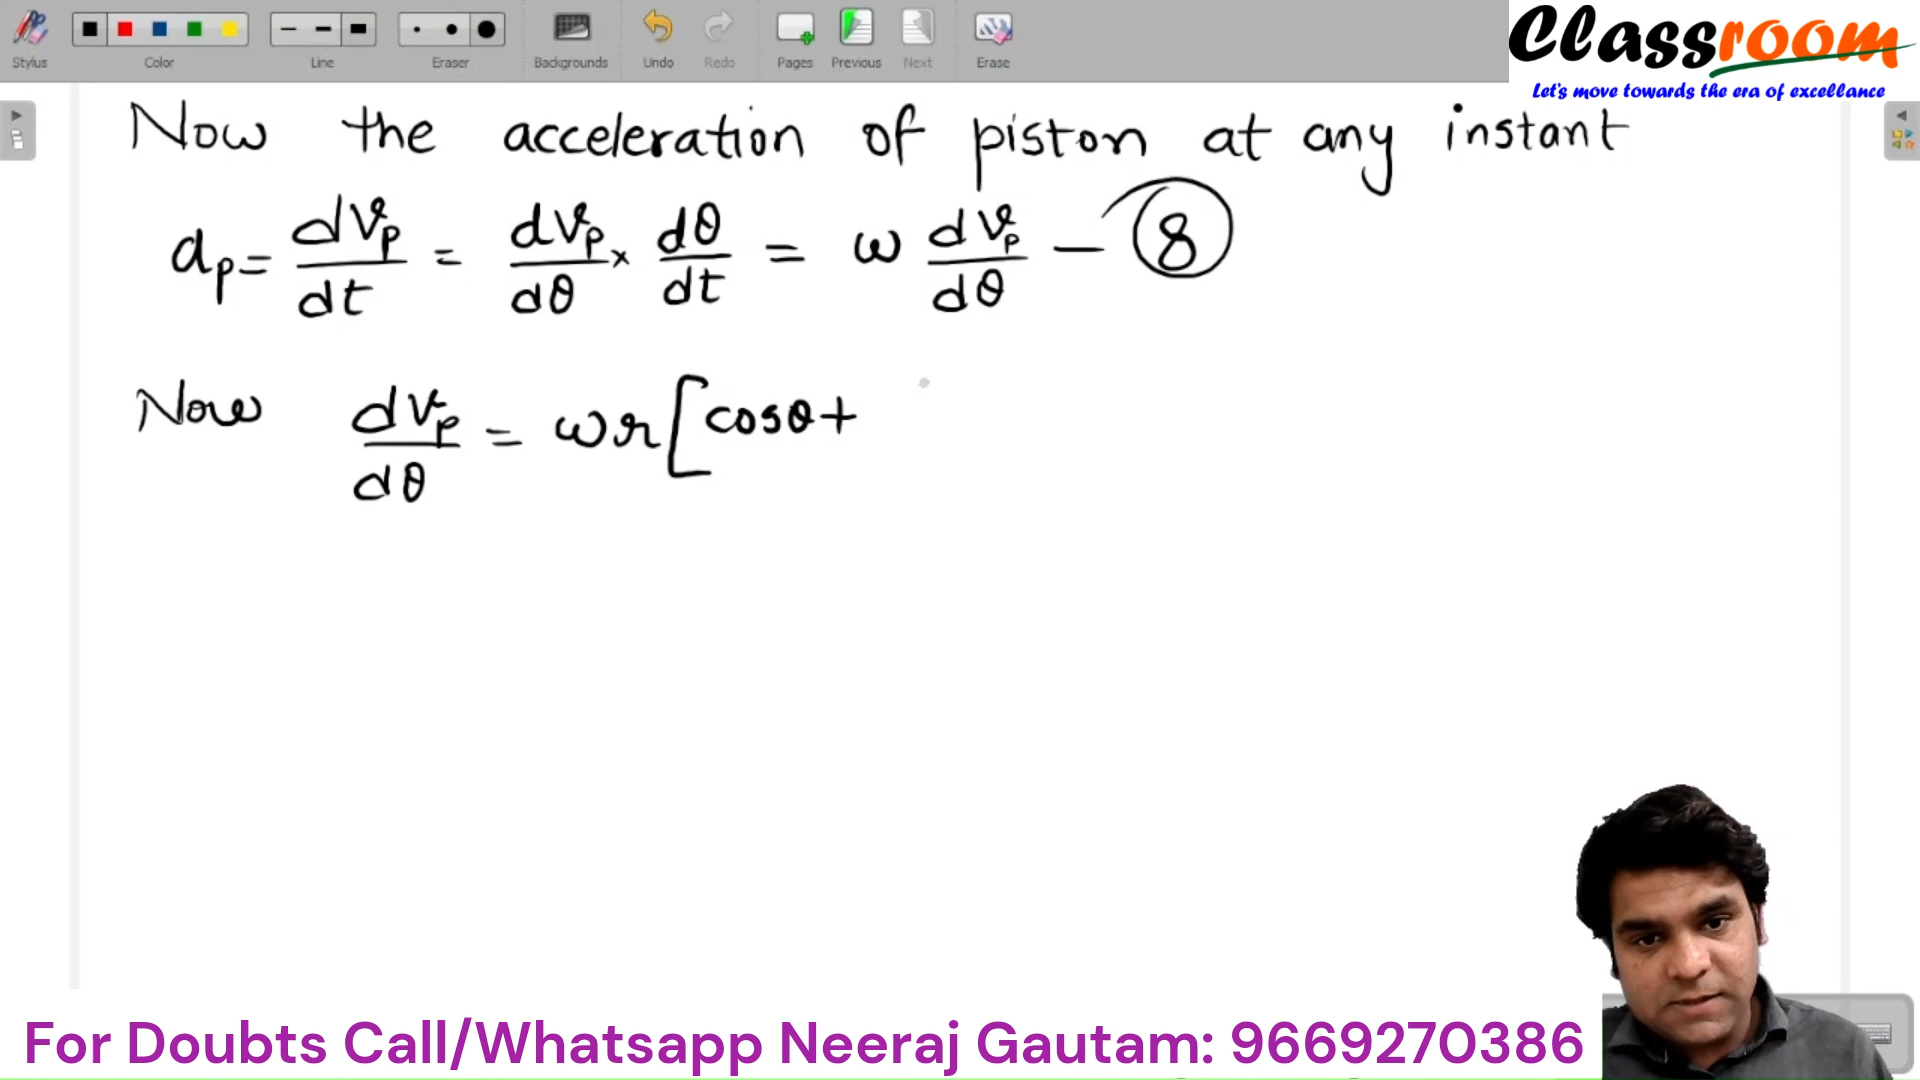 Stylus Color Line Eraser Backgrounds Undo Redo Pages Previous Next Erase
Classroom
Let's move towards the era of excellance
Now the acceleration of piston at any instant
ap = dvp/dt = dvp/dθ × dθ/dt = ω dvp/dθ — 8
Now dvp/dθ = ωr[cosθ+
For Doubts Call/Whatsapp Neeraj Gautam: 9669270386